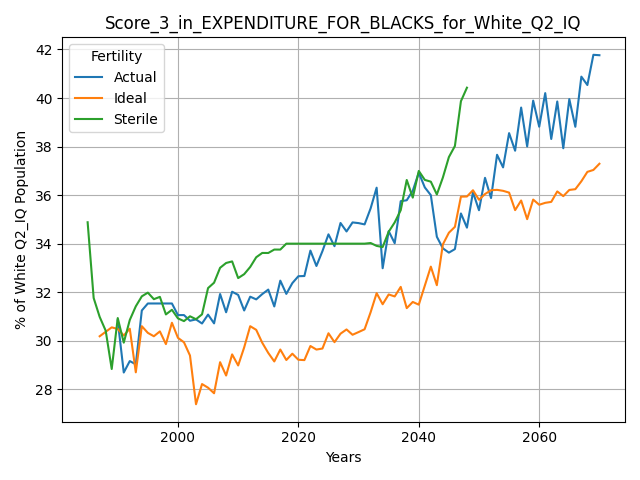 Score_3_in_EXPENDITURE_FOR_BLACKS_for_White_Q2_IQ
Fertility
Actual
Ideal
Sterile
% of White Q2_IQ Population
42
40
38
36
34
32
30
28
2000
2020
2040
2060
Years